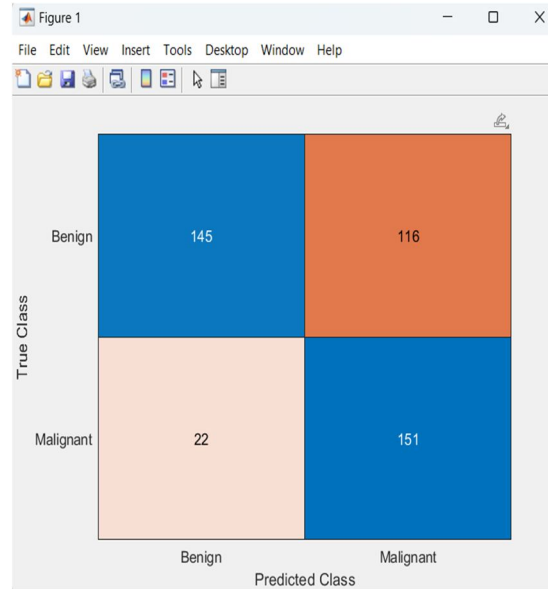 Figure 1
File Edit View Insert Tools Desktop Window Help
Benign 145 116
True Class
Malignant 22 151
Benign Malignant
Predicted Class